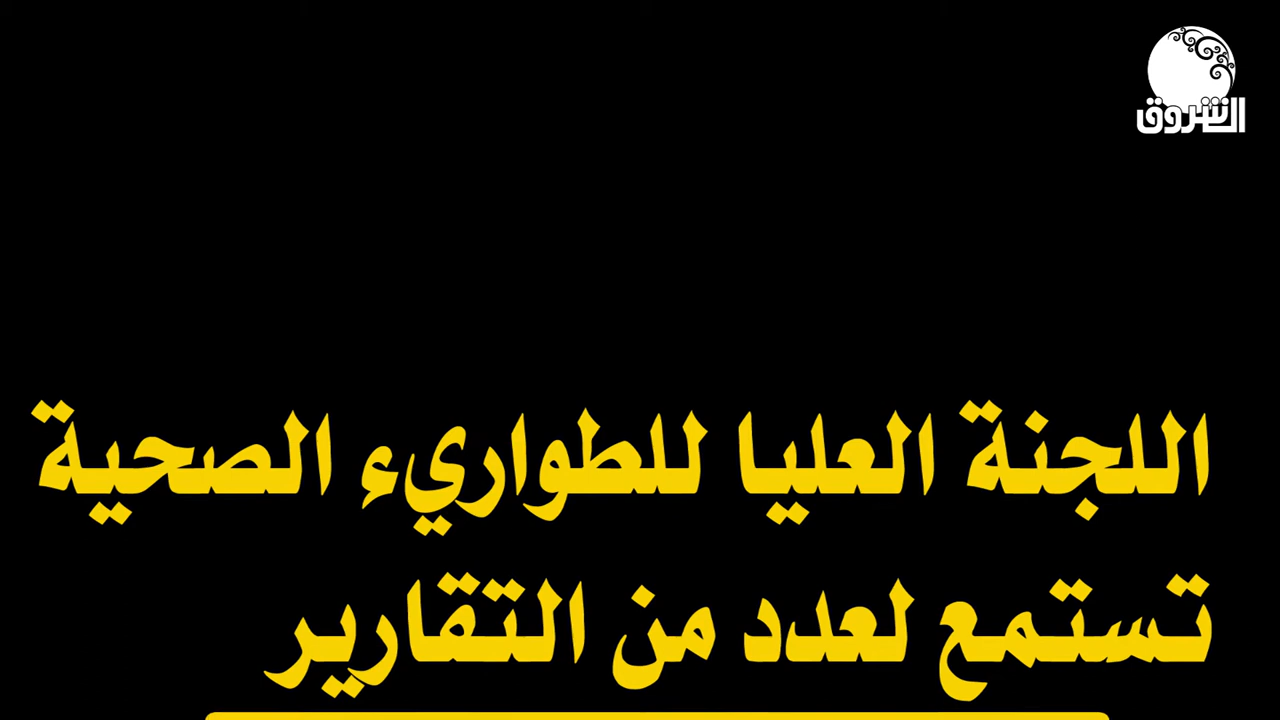 الشروق
اللجنة العليا للطواريء الصحية
تستمع لعدد من التقارير